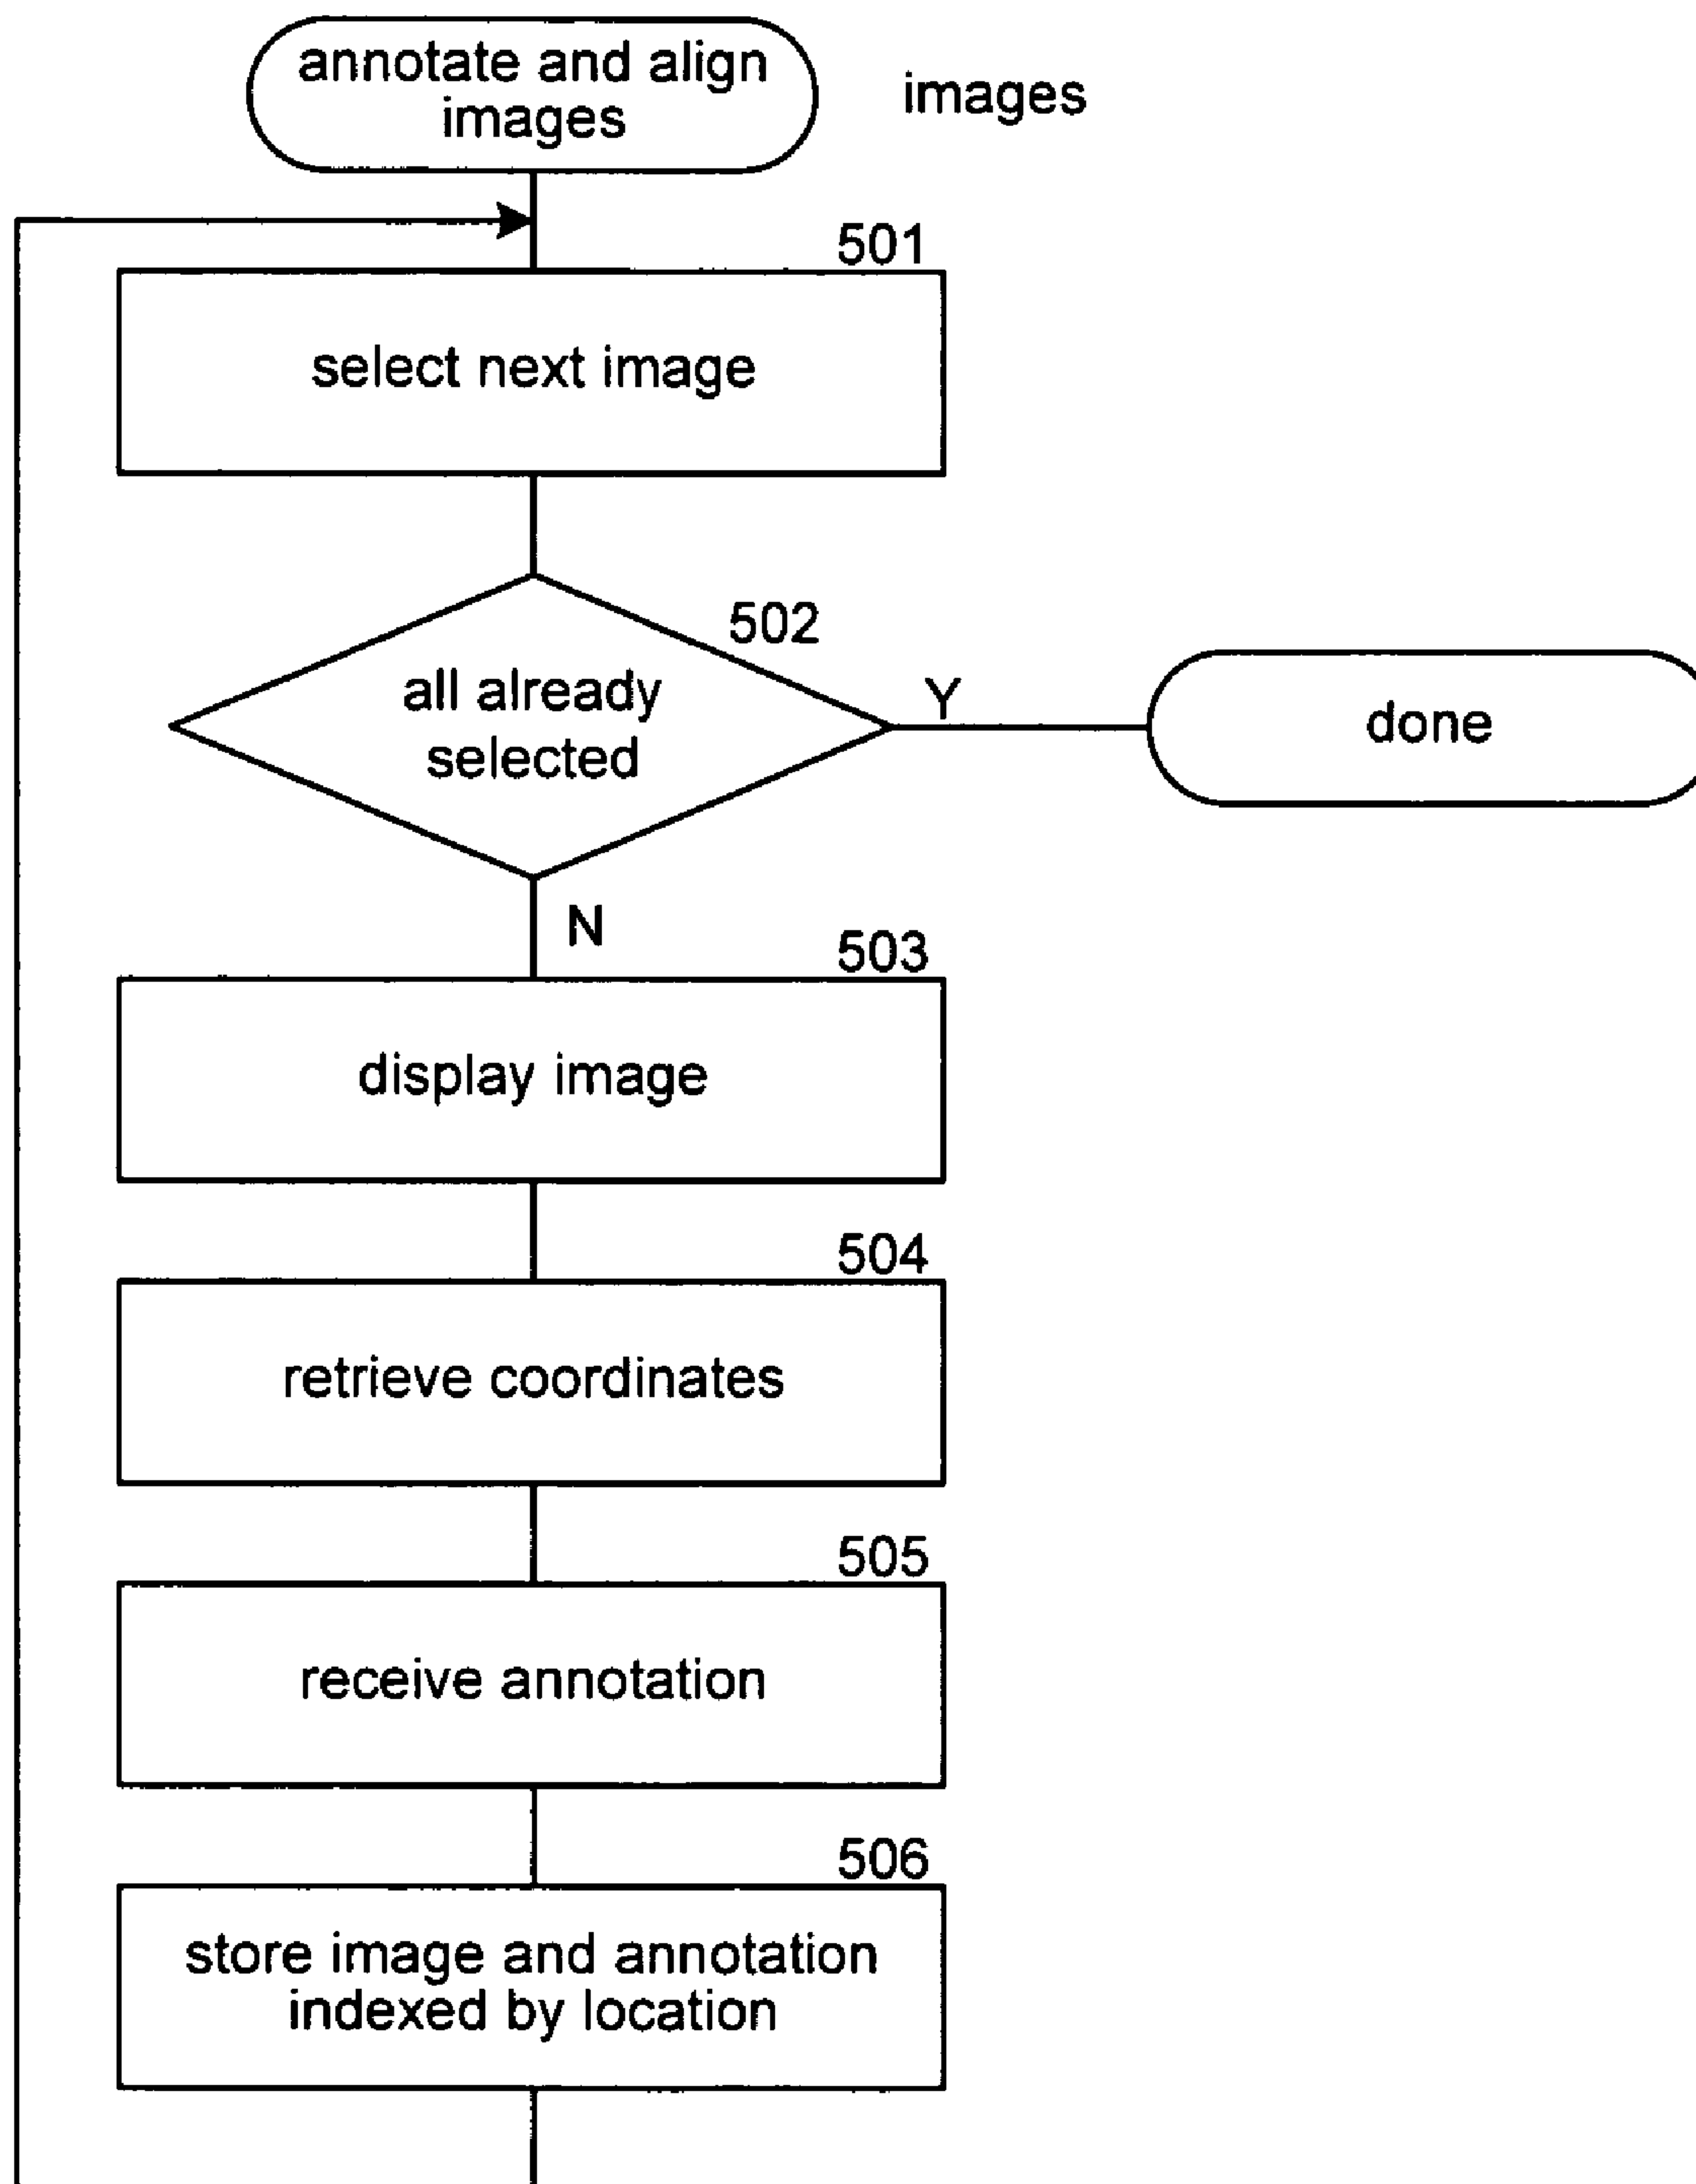 annotate and align
images
images
501
select next image
502
all already
selected
Y
done
N
503
display image
504
retrieve coordinates
505
receive annotation
506
store image and annotation
indexed by location